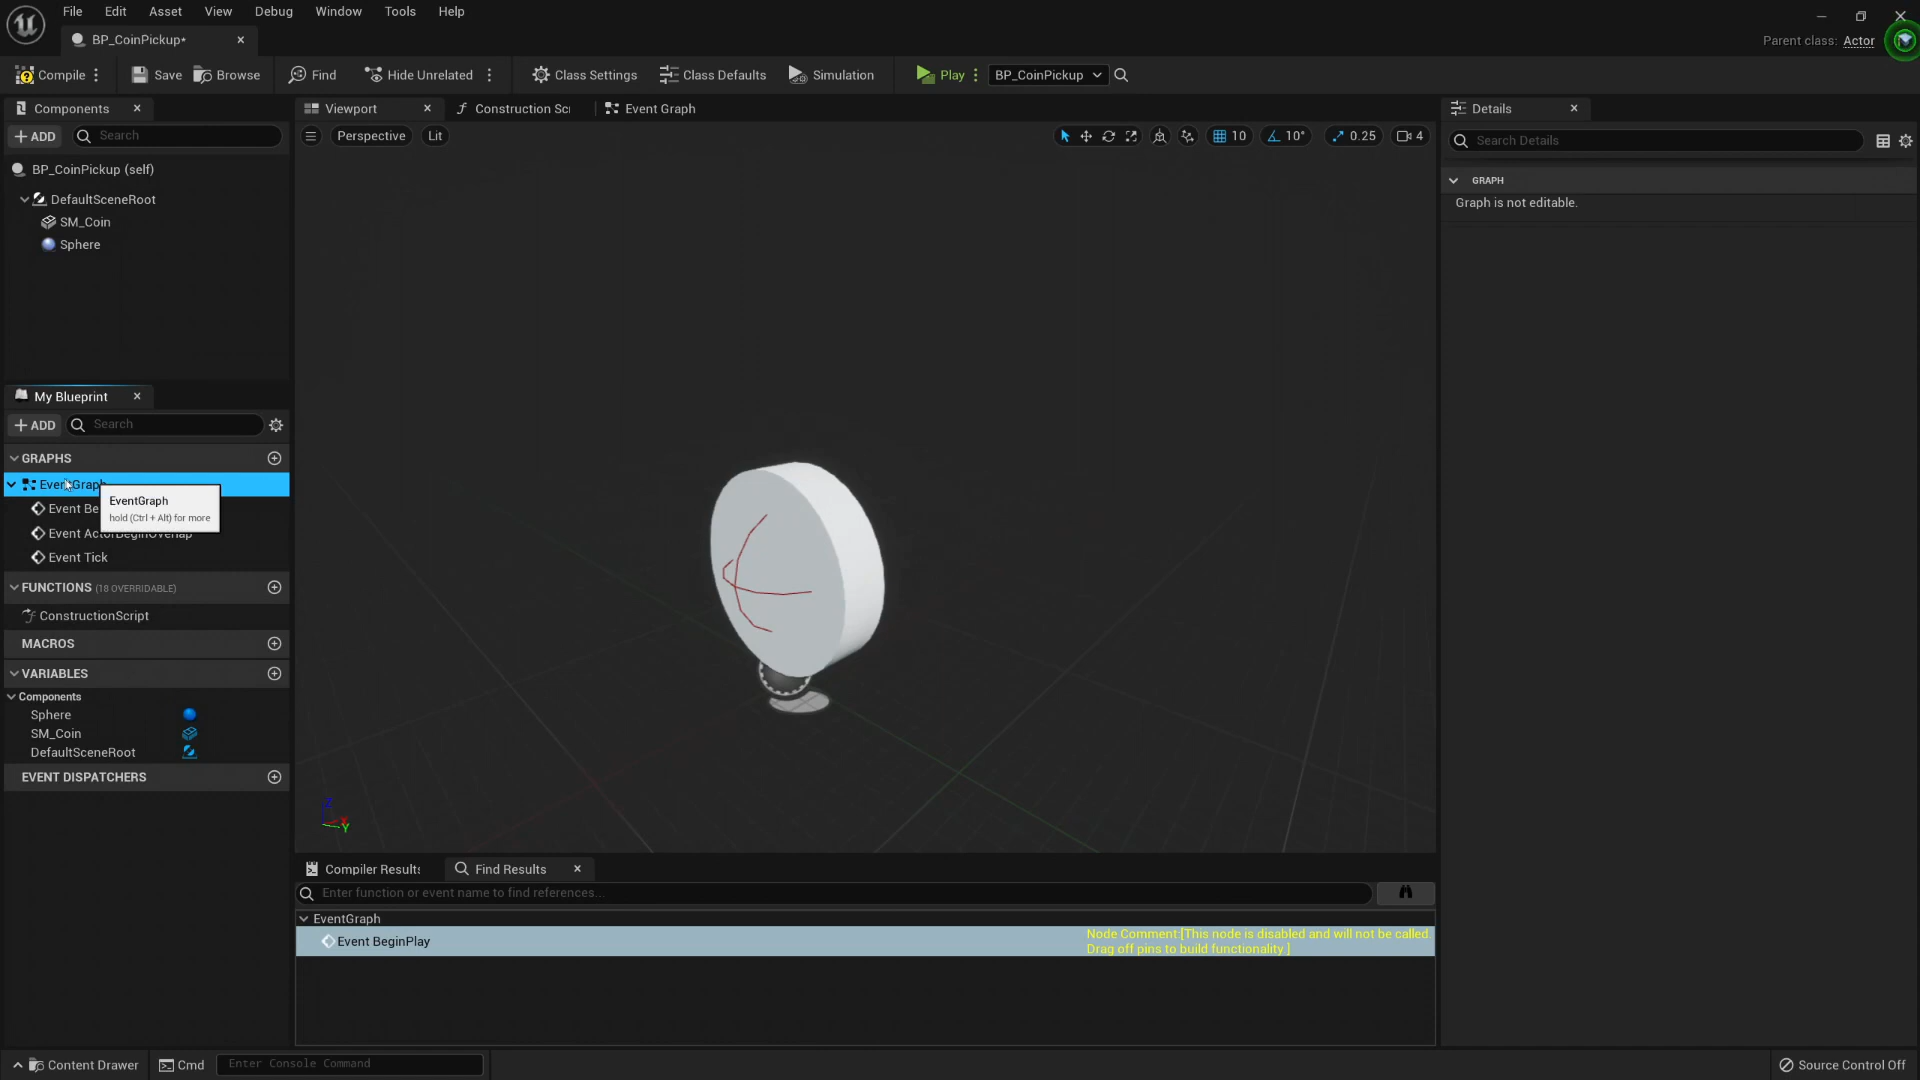 File Edit Asset View Debug Window Tools Help
BP_CoinPickup*
Parent class: Actor
Compile Save Browse Find Hide Unrelated Class Settings Class Defaults Simulation Play BP_CoinPickup
Components
Viewport
Construction Scr
Event Graph
Details
ADD
Search
Perspective Lit
10 10° 0.25 4
Search Details
BP_CoinPickup (self)
GRAPH
DefaultSceneRoot
Graph is not editable.
SM_Coin
Sphere
My Blueprint
ADD
Search
GRAPHS
EventGraph
EventGraph
hold (Ctrl + Alt) for more
Event Be
Event ActorBeginOverlap
Event Tick
FUNCTIONS (18 OVERRIDABLE)
ConstructionScript
MACROS
VARIABLES
Components
Sphere
SM_Coin
DefaultSceneRoot
EVENT DISPATCHERS
Z
X
Y
Compiler Results
Find Results
Enter function or event name to find references...
EventGraph
Event BeginPlay
Node Comment:[This node is disabled and will not be called.
Drag off pins to build functionality.]
Content Drawer
Cmd
Enter Console Command
Source Control Off